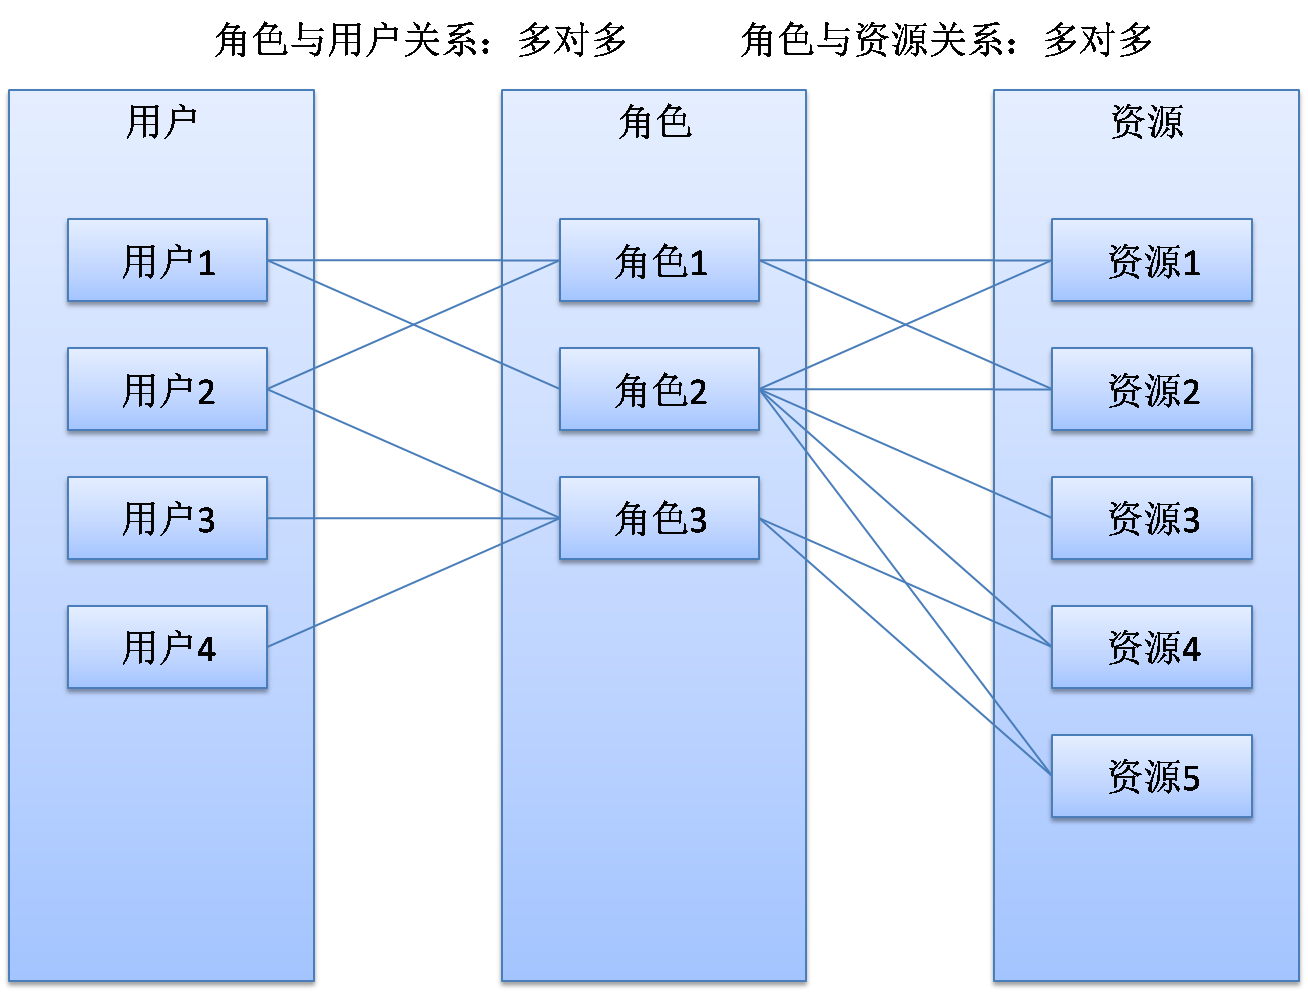 角色与用户关系：多对多
角色与资源关系：多对多
用户
角色
资源
用户1
角色1
资源1
用户2
角色2
资源2
用户3
角色3
资源3
用户4
资源4
资源5